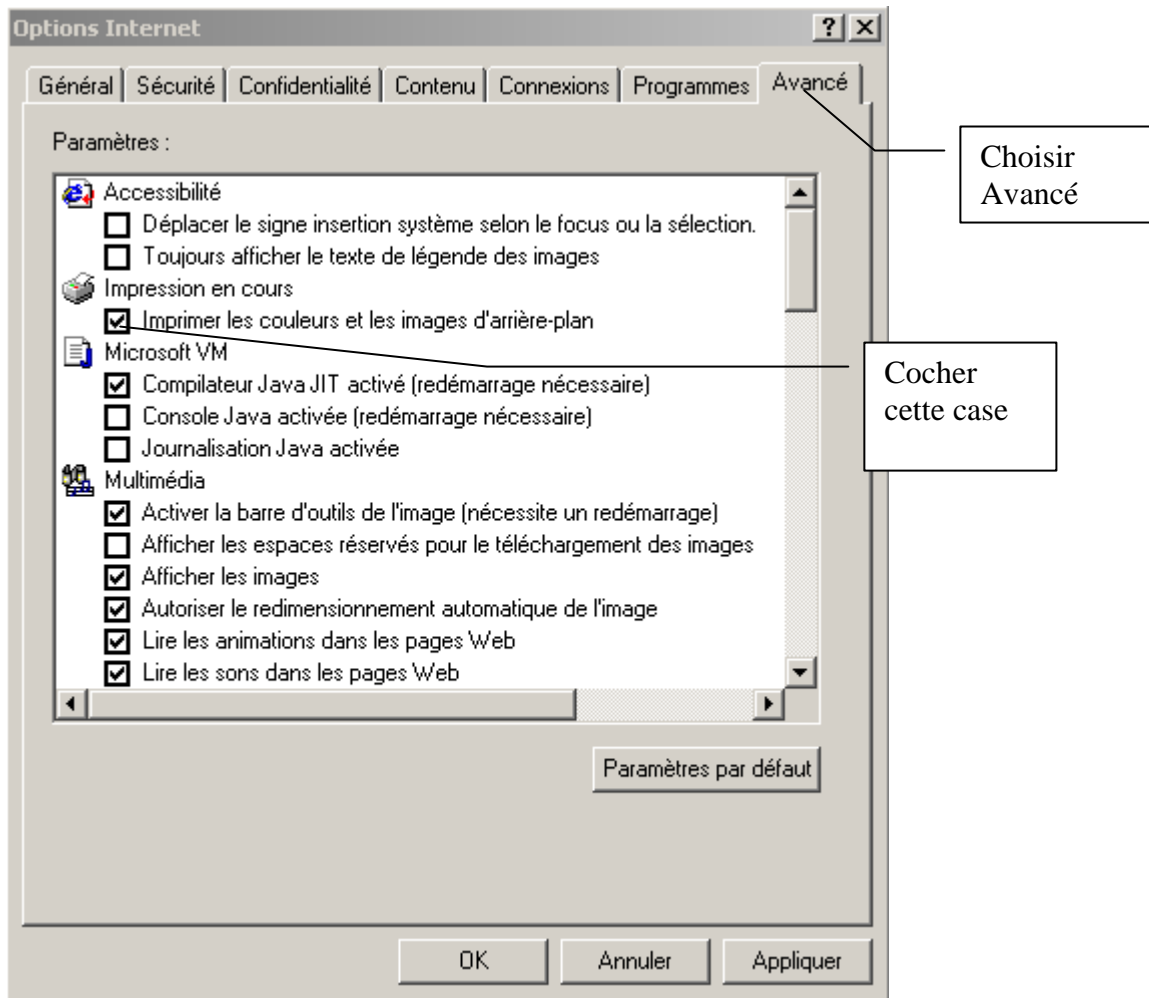 Options Internet
Général Sécurité Confidentialité Contenu Connexions Programmes Avancé
Paramètres :
Accessibilité
Déplacer le signe insertion système selon le focus ou la sélection.
Toujours afficher le texte de légende des images
Impression en cours
Imprimer les couleurs et les images d'arrière-plan
Microsoft VM
Compilateur Java JIT activé (redémarrage nécessaire)
Console Java activée (redémarrage nécessaire)
Journalisation Java activée
Multimédia
Activer la barre d'outils de l'image (nécessite un redémarrage)
Afficher les espaces réservés pour le téléchargement des images
Afficher les images
Autoriser le redimensionnement automatique de l'image
Lire les animations dans les pages Web
Lire les sons dans les pages Web
Paramètres par défaut
OK Annuler Appliquer
Choisir
Avancé
Cocher
cette case